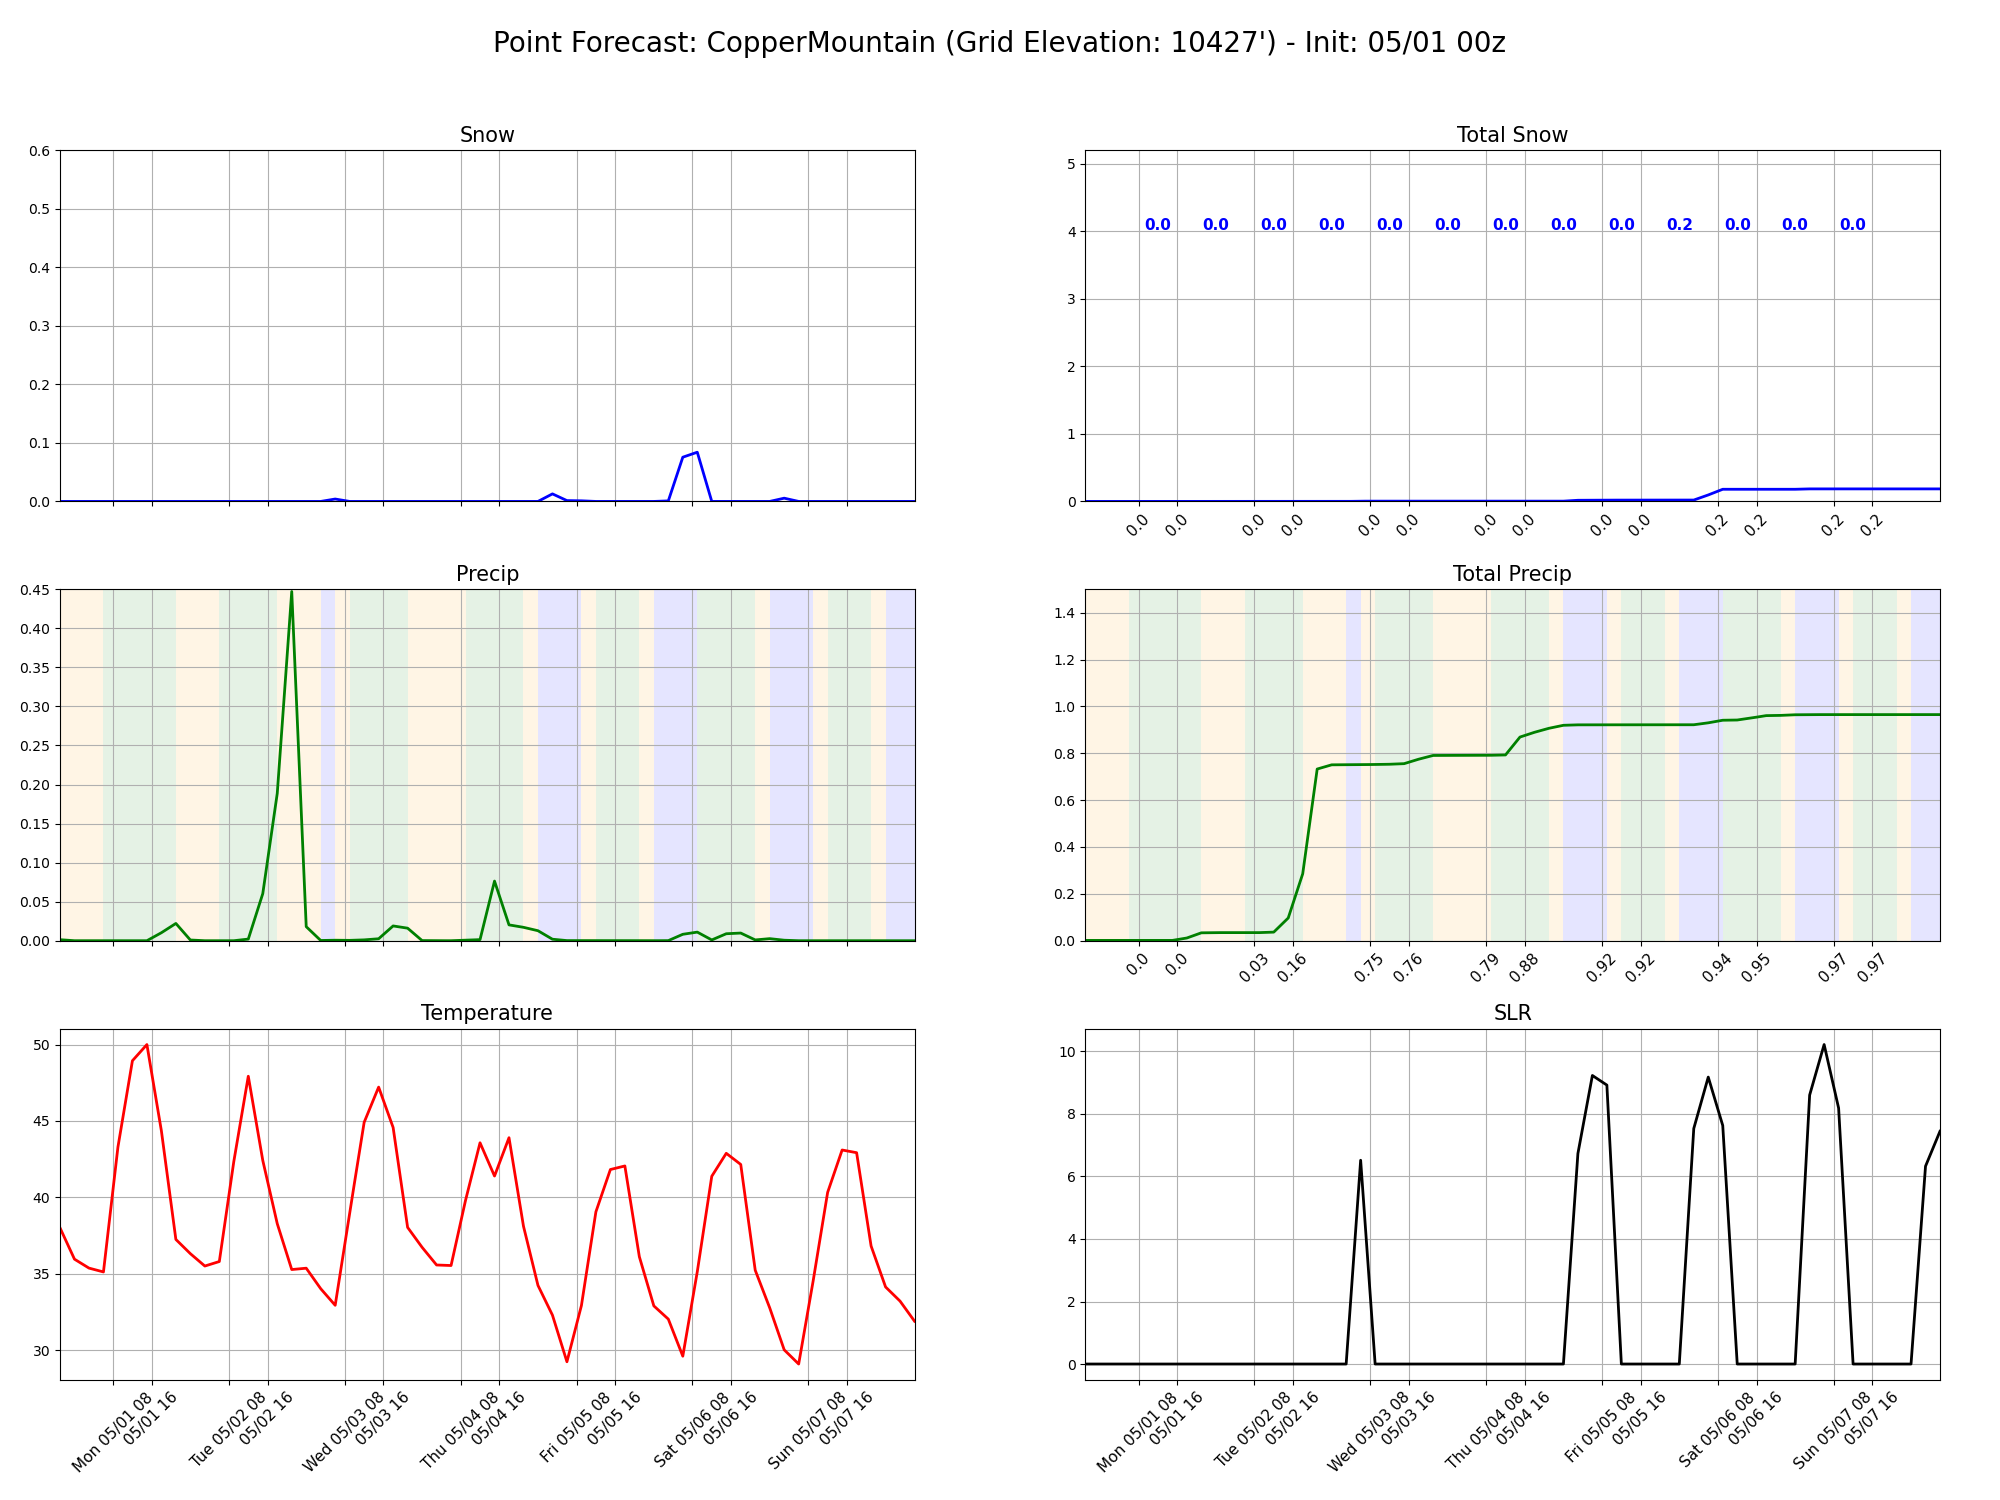 Point Forecast: CopperMountain (Grid Elevation: 10427') - Init: 05/01 00z
Snow
0.6
0.5
0.4
0.3
0.2
0.1
0.0
Total Snow
5
4
3
2
1
0
0.0 0.0 0.0 0.0 0.0 0.0 0.0 0.0 0.0 0.2 0.0 0.0 0.0
0.0 0.0 0.0 0.0 0.0 0.0 0.0 0.0 0.0 0.0 0.2 0.2 0.2 0.2
Precip
0.45
0.40
0.35
0.30
0.25
0.20
0.15
0.10
0.05
0.00
Total Precip
1.4
1.2
1.0
0.8
0.6
0.4
0.2
0.0
0.0 0.0 0.03 0.16 0.75 0.76 0.79 0.88 0.92 0.92 0.94 0.95 0.97 0.97
Temperature
50
45
40
35
30
Mon 05/01 08
05/01 16
Tue 05/02 08
05/02 16
Wed 05/03 08
05/03 16
Thu 05/04 08
05/04 16
Fri 05/05 08
05/05 16
Sat 05/06 08
05/06 16
Sun 05/07 08
05/07 16
SLR
10
8
6
4
2
0
Mon 05/01 08
05/01 16
Tue 05/02 08
05/02 16
Wed 05/03 08
05/03 16
Thu 05/04 08
05/04 16
Fri 05/05 08
05/05 16
Sat 05/06 08
05/06 16
Sun 05/07 08
05/07 16